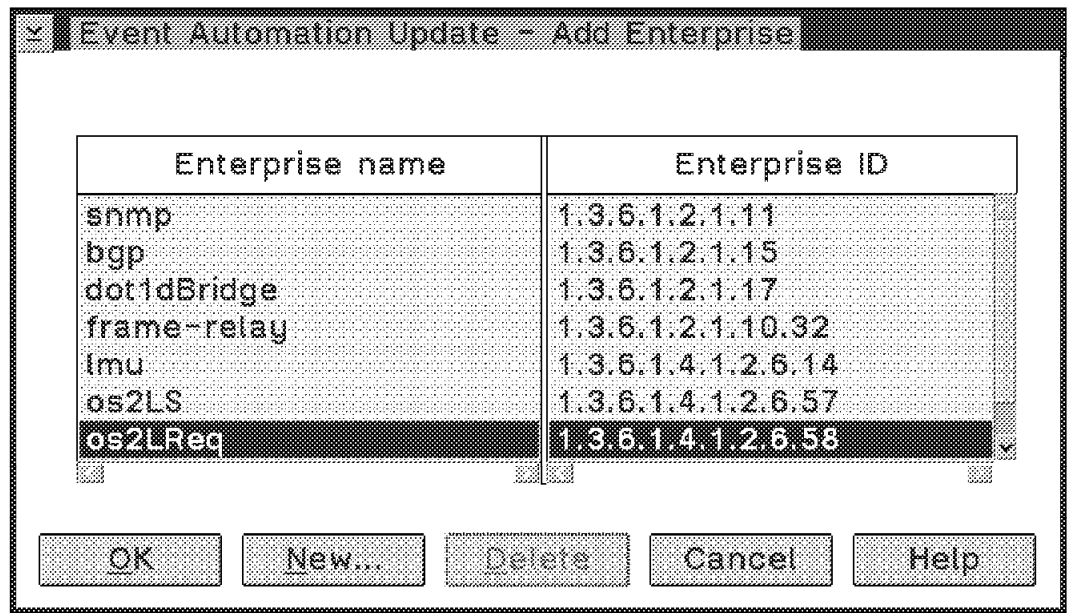 Event Automation Update - Add Enterprise
Enterprise name Enterprise ID
snmp 1.3.6.1.2.1.11
bgp 1.3.6.1.2.1.15
dot1dBridge 1.3.6.1.2.1.17
frame-relay 1.3.6.1.2.1.10.32
lmu 1.3.6.1.4.1.2.6.14
os2LS 1.3.6.1.4.1.2.6.57
os2LReq 1.3.6.1.4.1.2.6.58
OK New... Delete Cancel Help